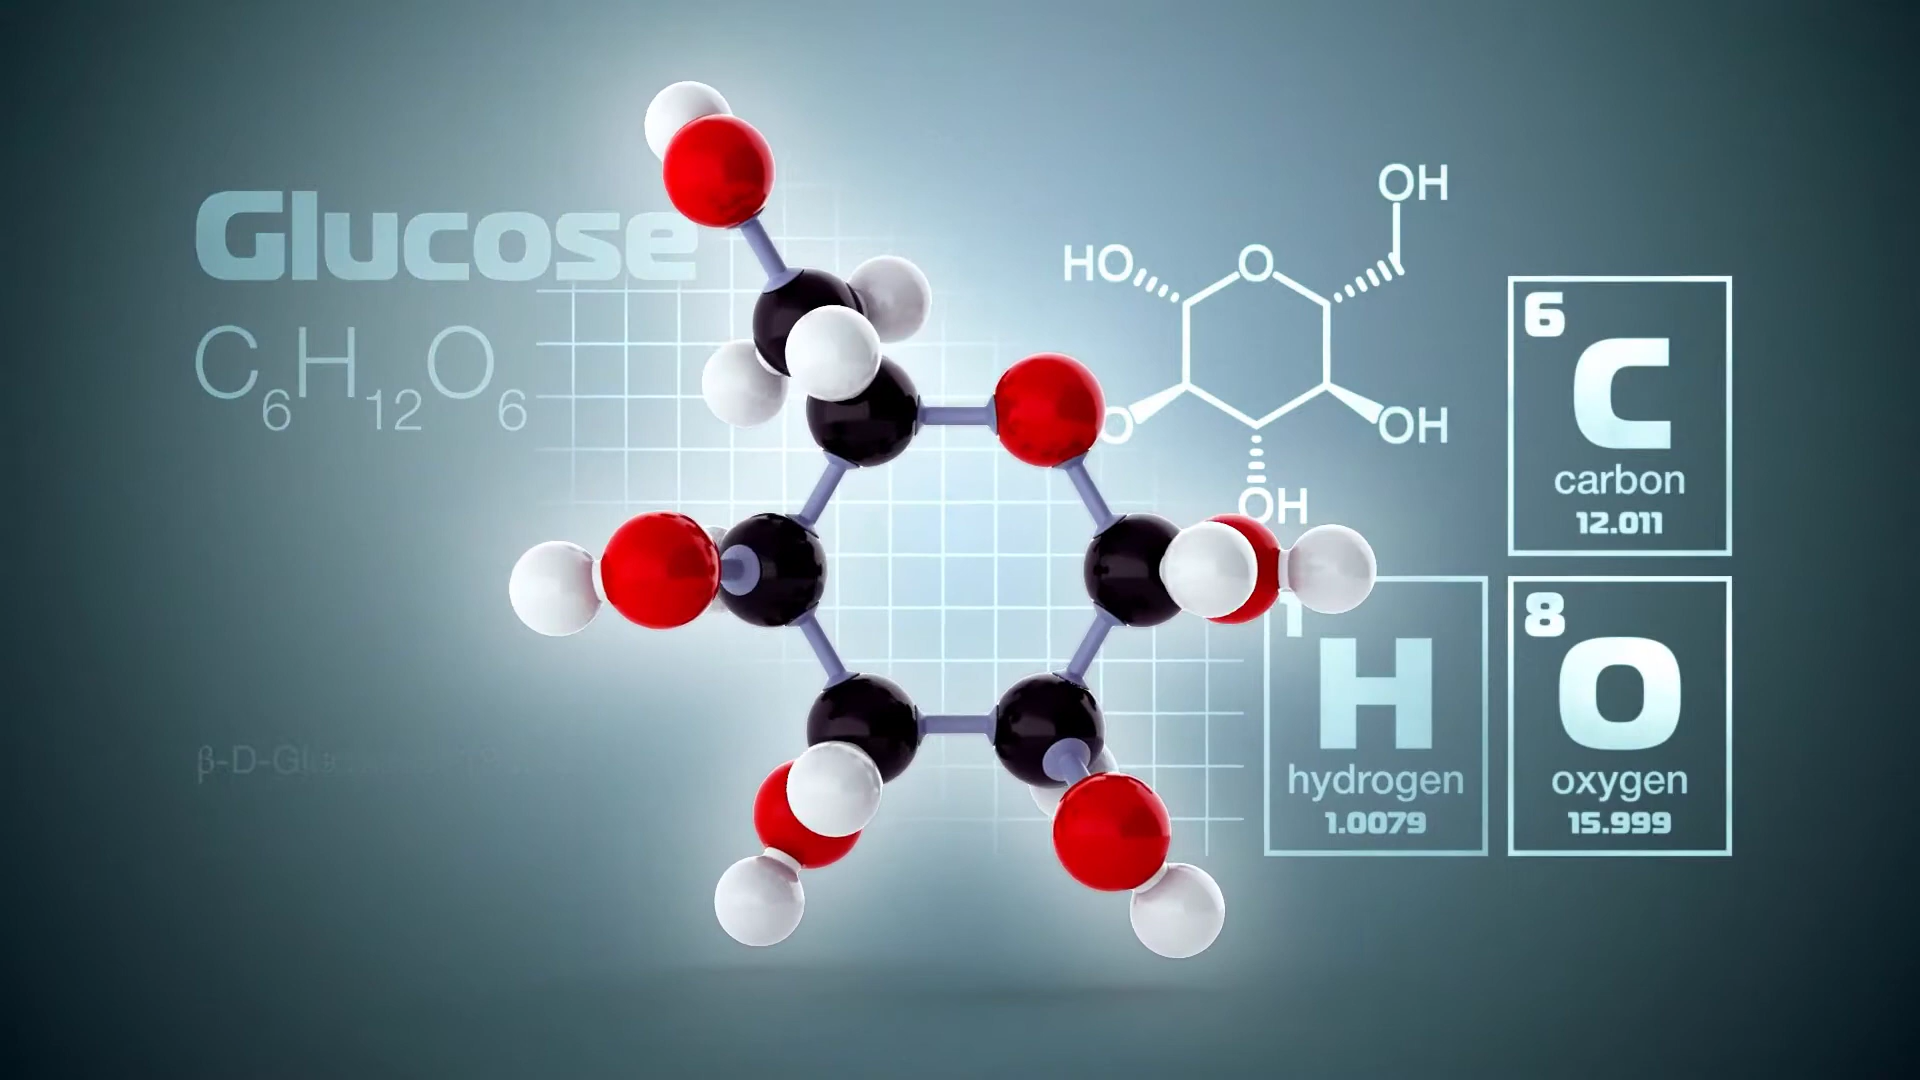 Glucose
C₆H₁₂O₆
β-D-Gl
OH
HO
O
O
OH
OH
6
C
carbon
12.011
1
H
hydrogen
1.0079
8
O
oxygen
15.999